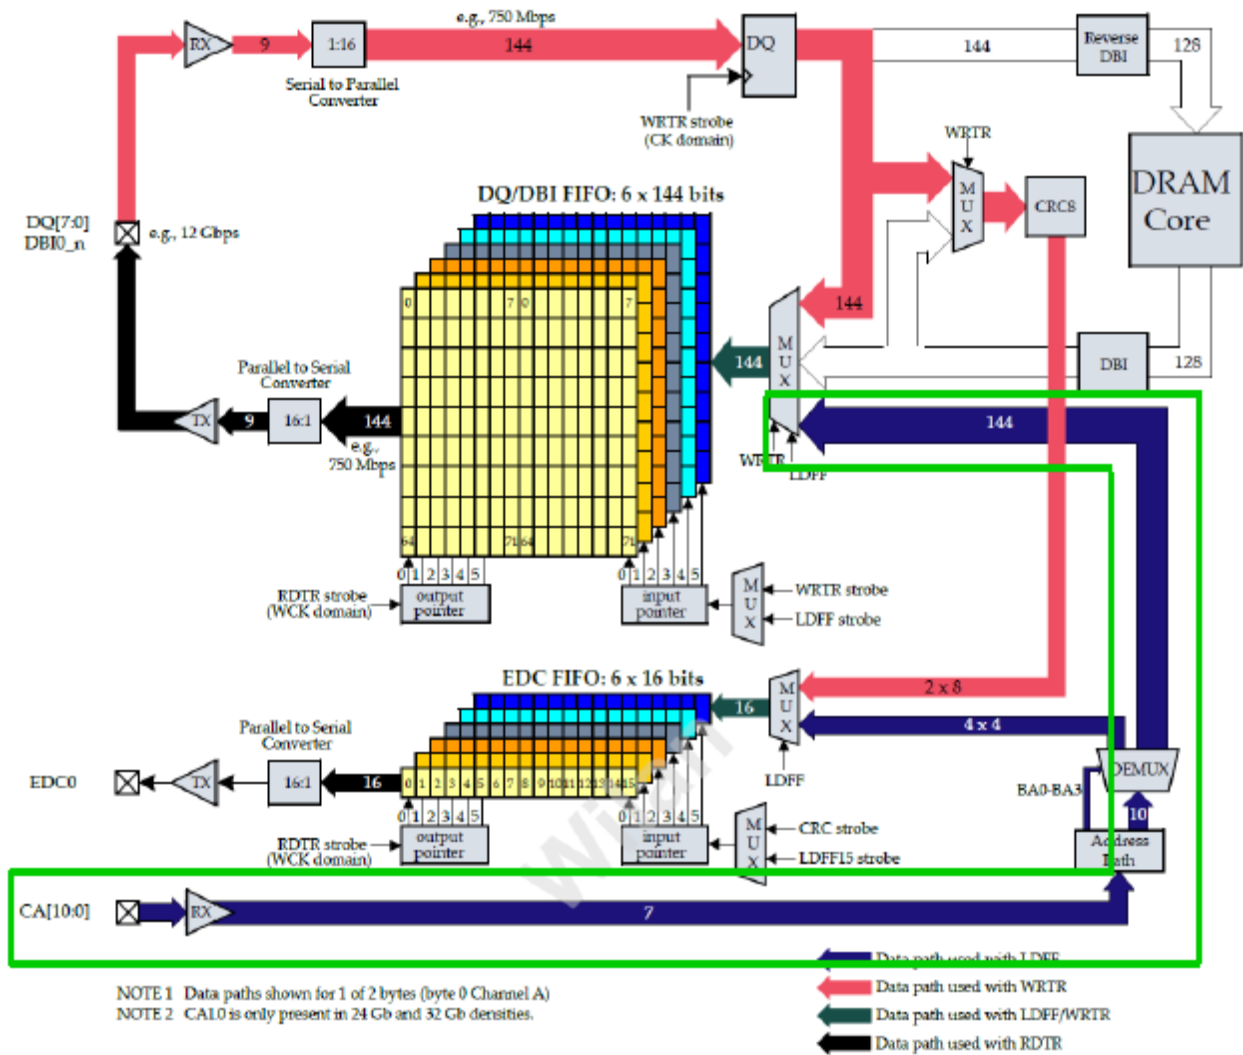 e.g., 750 Mbps
RX
9
1:16
144
DQ
144
Reverse
DBI
128
Serial to Parallel
Converter
WRTR strobe
(CK domain)
WRTR
MUX
CRC8
DRAM
Core
DQ/DBI FIFO: 6 x 144 bits
DQ[7:0]
DBI0_n
e.g., 12 Gbps
0
7
0
7
144
MUX
144
DBI
128
Parallel to Serial
Converter
TX
9
16:1
144
e.g.,
750 Mbps
144
WRTR
LDFF
64
71
64
71
0 1 2 3 4 5
0 1 2 3 4 5
RDTR strobe
(WCK domain)
output
pointer
input
pointer
MUX
WRTR strobe
LDFF strobe
EDC FIFO: 6 x 16 bits
16
MUX
2 x 8
4 x 4
LDFF
Parallel to Serial
Converter
EDC0
TX
16:1
16
0 1 2 3 4 5 6 7 8 9 10 11 12 13 14 15
DEMUX
BA0-BA3
10
0 1 2 3 4 5
0 1 2 3 4 5
RDTR strobe
(WCK domain)
output
pointer
input
pointer
MUX
CRC strobe
LDFF15 strobe
Address
Path
CA[10:0]
RX
7
Data path used with LDFF
NOTE 1 Data paths shown for 1 of 2 bytes (byte 0 Channel A)
Data path used with WRTR
NOTE 2 CA10 is only present in 24 Gb and 32 Gb densities.
Data path used with LDFF/WRTR
Data path used with RDTR